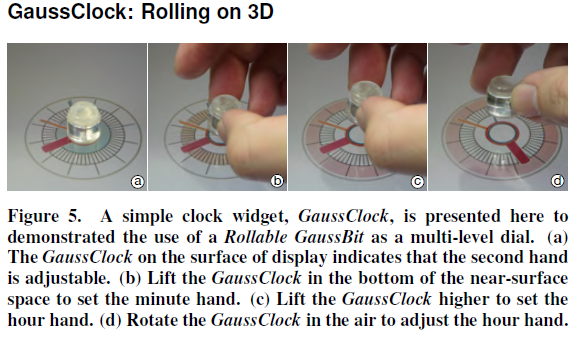 GaussClock: Rolling on 3D
a b c d
Figure 5. A simple clock widget, GaussClock, is presented here to
demonstrated the use of a Rollable GaussBit as a multi-level dial. (a)
The GaussClock on the surface of display indicates that the second hand
is adjustable. (b) Lift the GaussClock in the bottom of the near-surface
space to set the minute hand. (c) Lift the GaussClock higher to set the
hour hand. (d) Rotate the GaussClock in the air to adjust the hour hand.